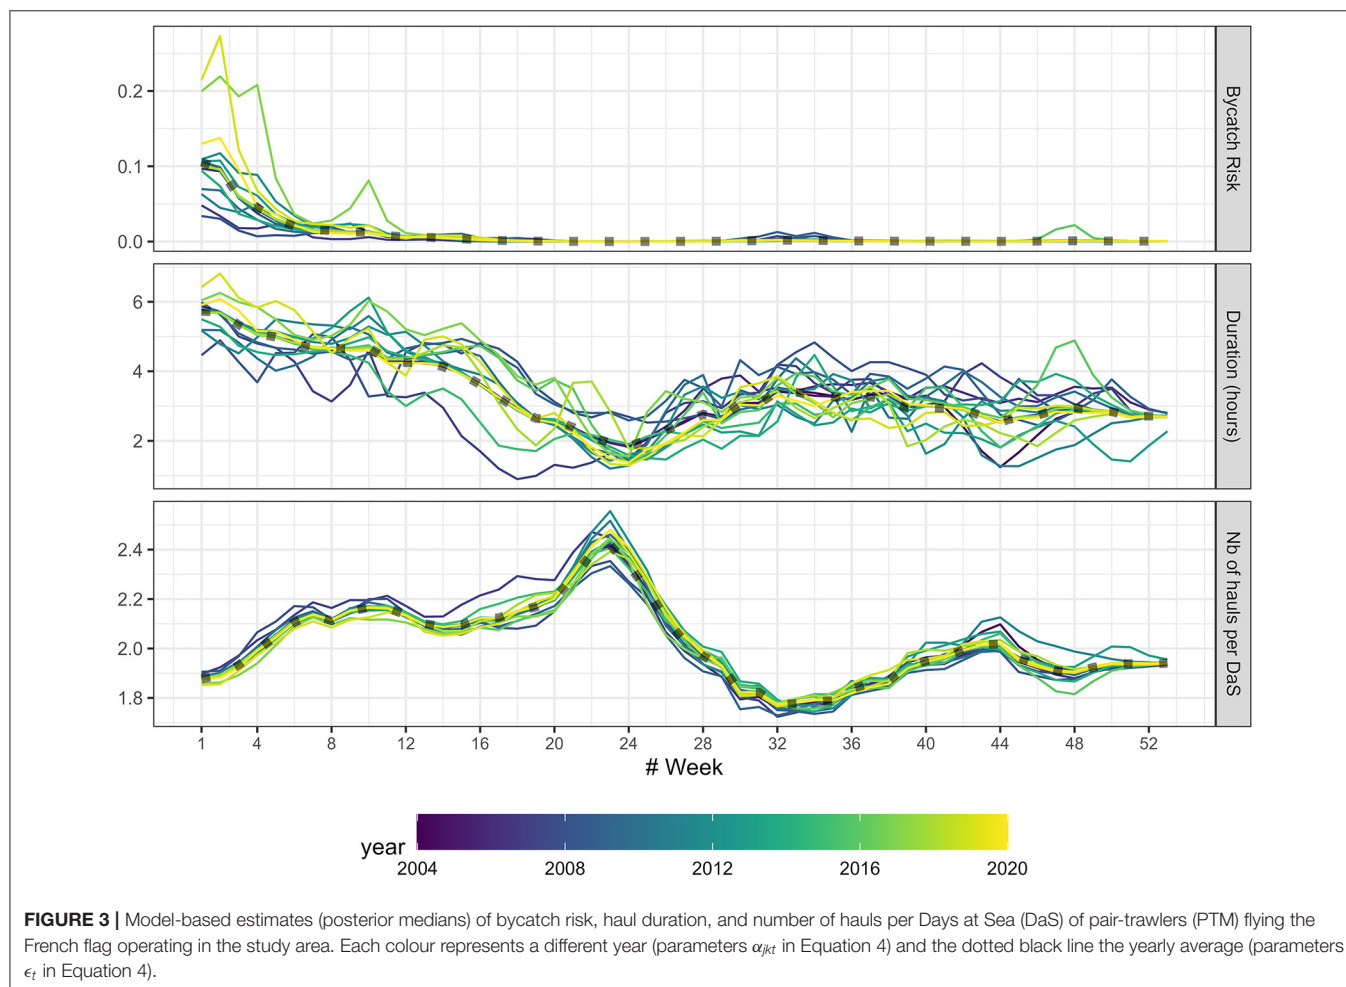 0.2
0.1
0.0
Bycatch Risk
6
4
2
Duration (hours)
2.4
2.2
2.0
1.8
Nb of hauls per DaS
1 4 8 12 16 20 24 28 32 36 40 44 48 52
# Week
year
2004 2008 2012 2016 2020
FIGURE 3 | Model-based estimates (posterior medians) of bycatch risk, haul duration, and number of hauls per Days at Sea (DaS) of pair-trawlers (PTM) flying the
French flag operating in the study area. Each colour represents a different year (parameters αjkt in Equation 4) and the dotted black line the yearly average (parameters
ϵt in Equation 4).